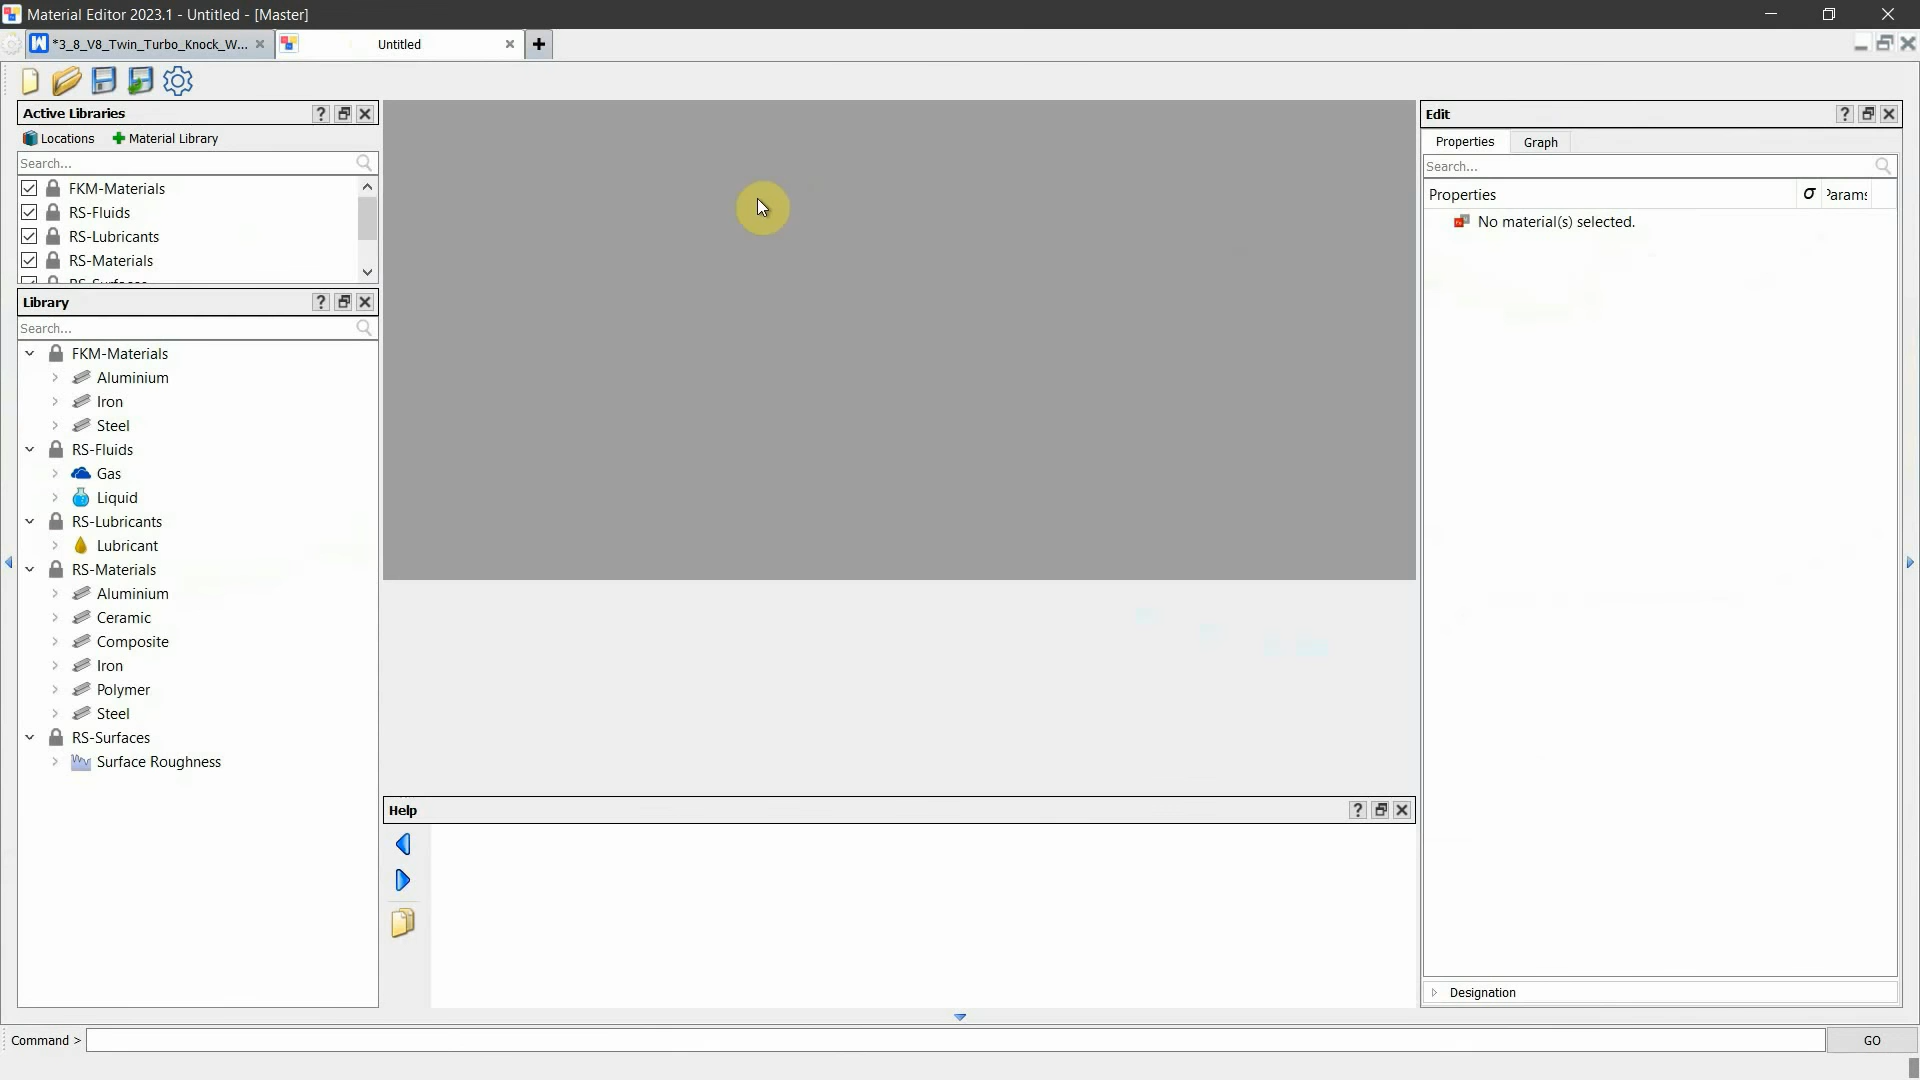 Material Editor 2023.1 - Untitled - [Master]
*3_8_V8_Twin_Turbo_Knock_W...
Untitled
Active Libraries
Locations
Material Library
Search...
FKM-Materials
RS-Fluids
RS-Lubricants
RS-Materials
RS-Surfaces
Library
Search...
FKM-Materials
Aluminium
Iron
Steel
RS-Fluids
Gas
Liquid
RS-Lubricants
Lubricant
RS-Materials
Aluminium
Ceramic
Composite
Iron
Polymer
Steel
RS-Surfaces
Surface Roughness
Help
Edit
Properties
Graph
Search...
Properties
σ
Params
No material(s) selected.
Designation
Command >
GO